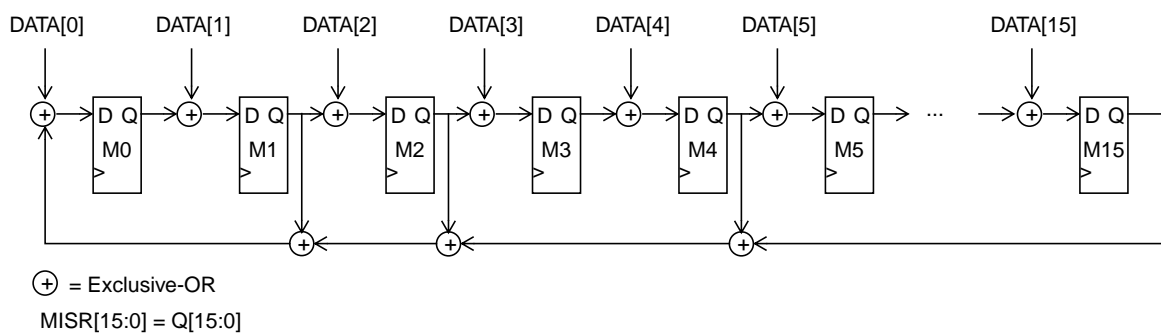 DATA[0] DATA[1] DATA[2] DATA[3] DATA[4] DATA[5] DATA[15]
+ D Q + D Q + D Q + D Q + D Q + D Q ... + D Q
M0 M1 M2 M3 M4 M5 M15
+ + +
+ = Exclusive-OR
MISR[15:0] = Q[15:0]